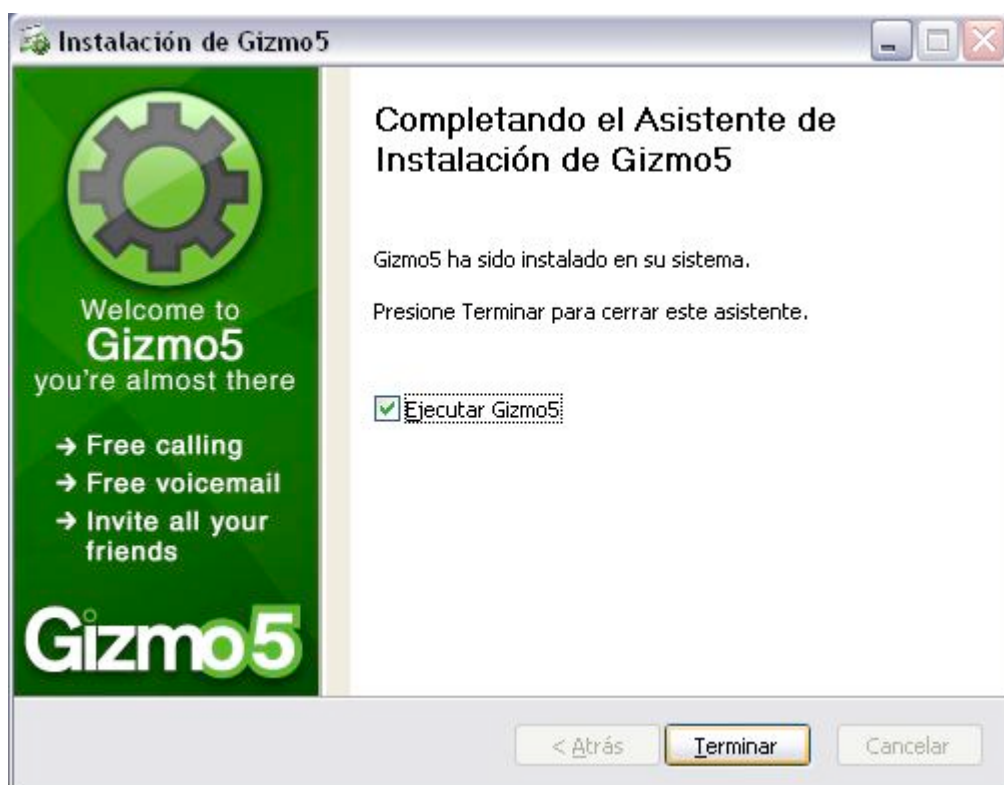 Instalación de Gizmo5
Welcome to
Gizmo5
you're almost there
→ Free calling
→ Free voicemail
→ Invite all your
friends
Gizmo5
Completando el Asistente de
Instalación de Gizmo5
Gizmo5 ha sido instalado en su sistema.
Presione Terminar para cerrar este asistente.
Ejecutar Gizmo5
< Atrás
Terminar
Cancelar